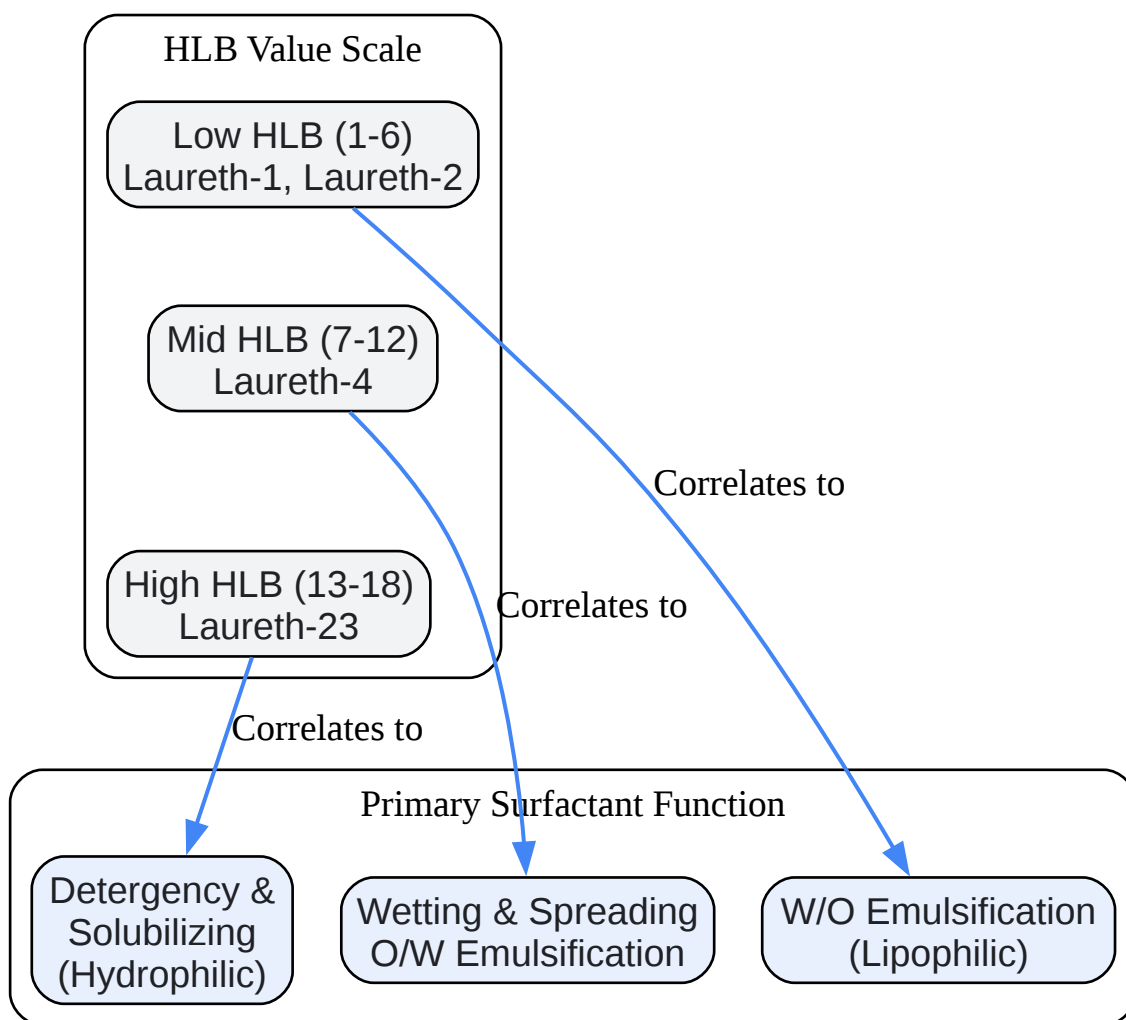 HLB Value Scale
Low HLB (1-6)
Laureth-1, Laureth-2
Mid HLB (7-12)
Laureth-4
Correlates to
Correlates to
High HLB (13-18)
Laureth-23
Correlates to
Primary Surfactant Function
Detergency &
Solubilizing
(Hydrophilic)
Wetting & Spreading
O/W Emulsification
W/O Emulsification
(Lipophilic)